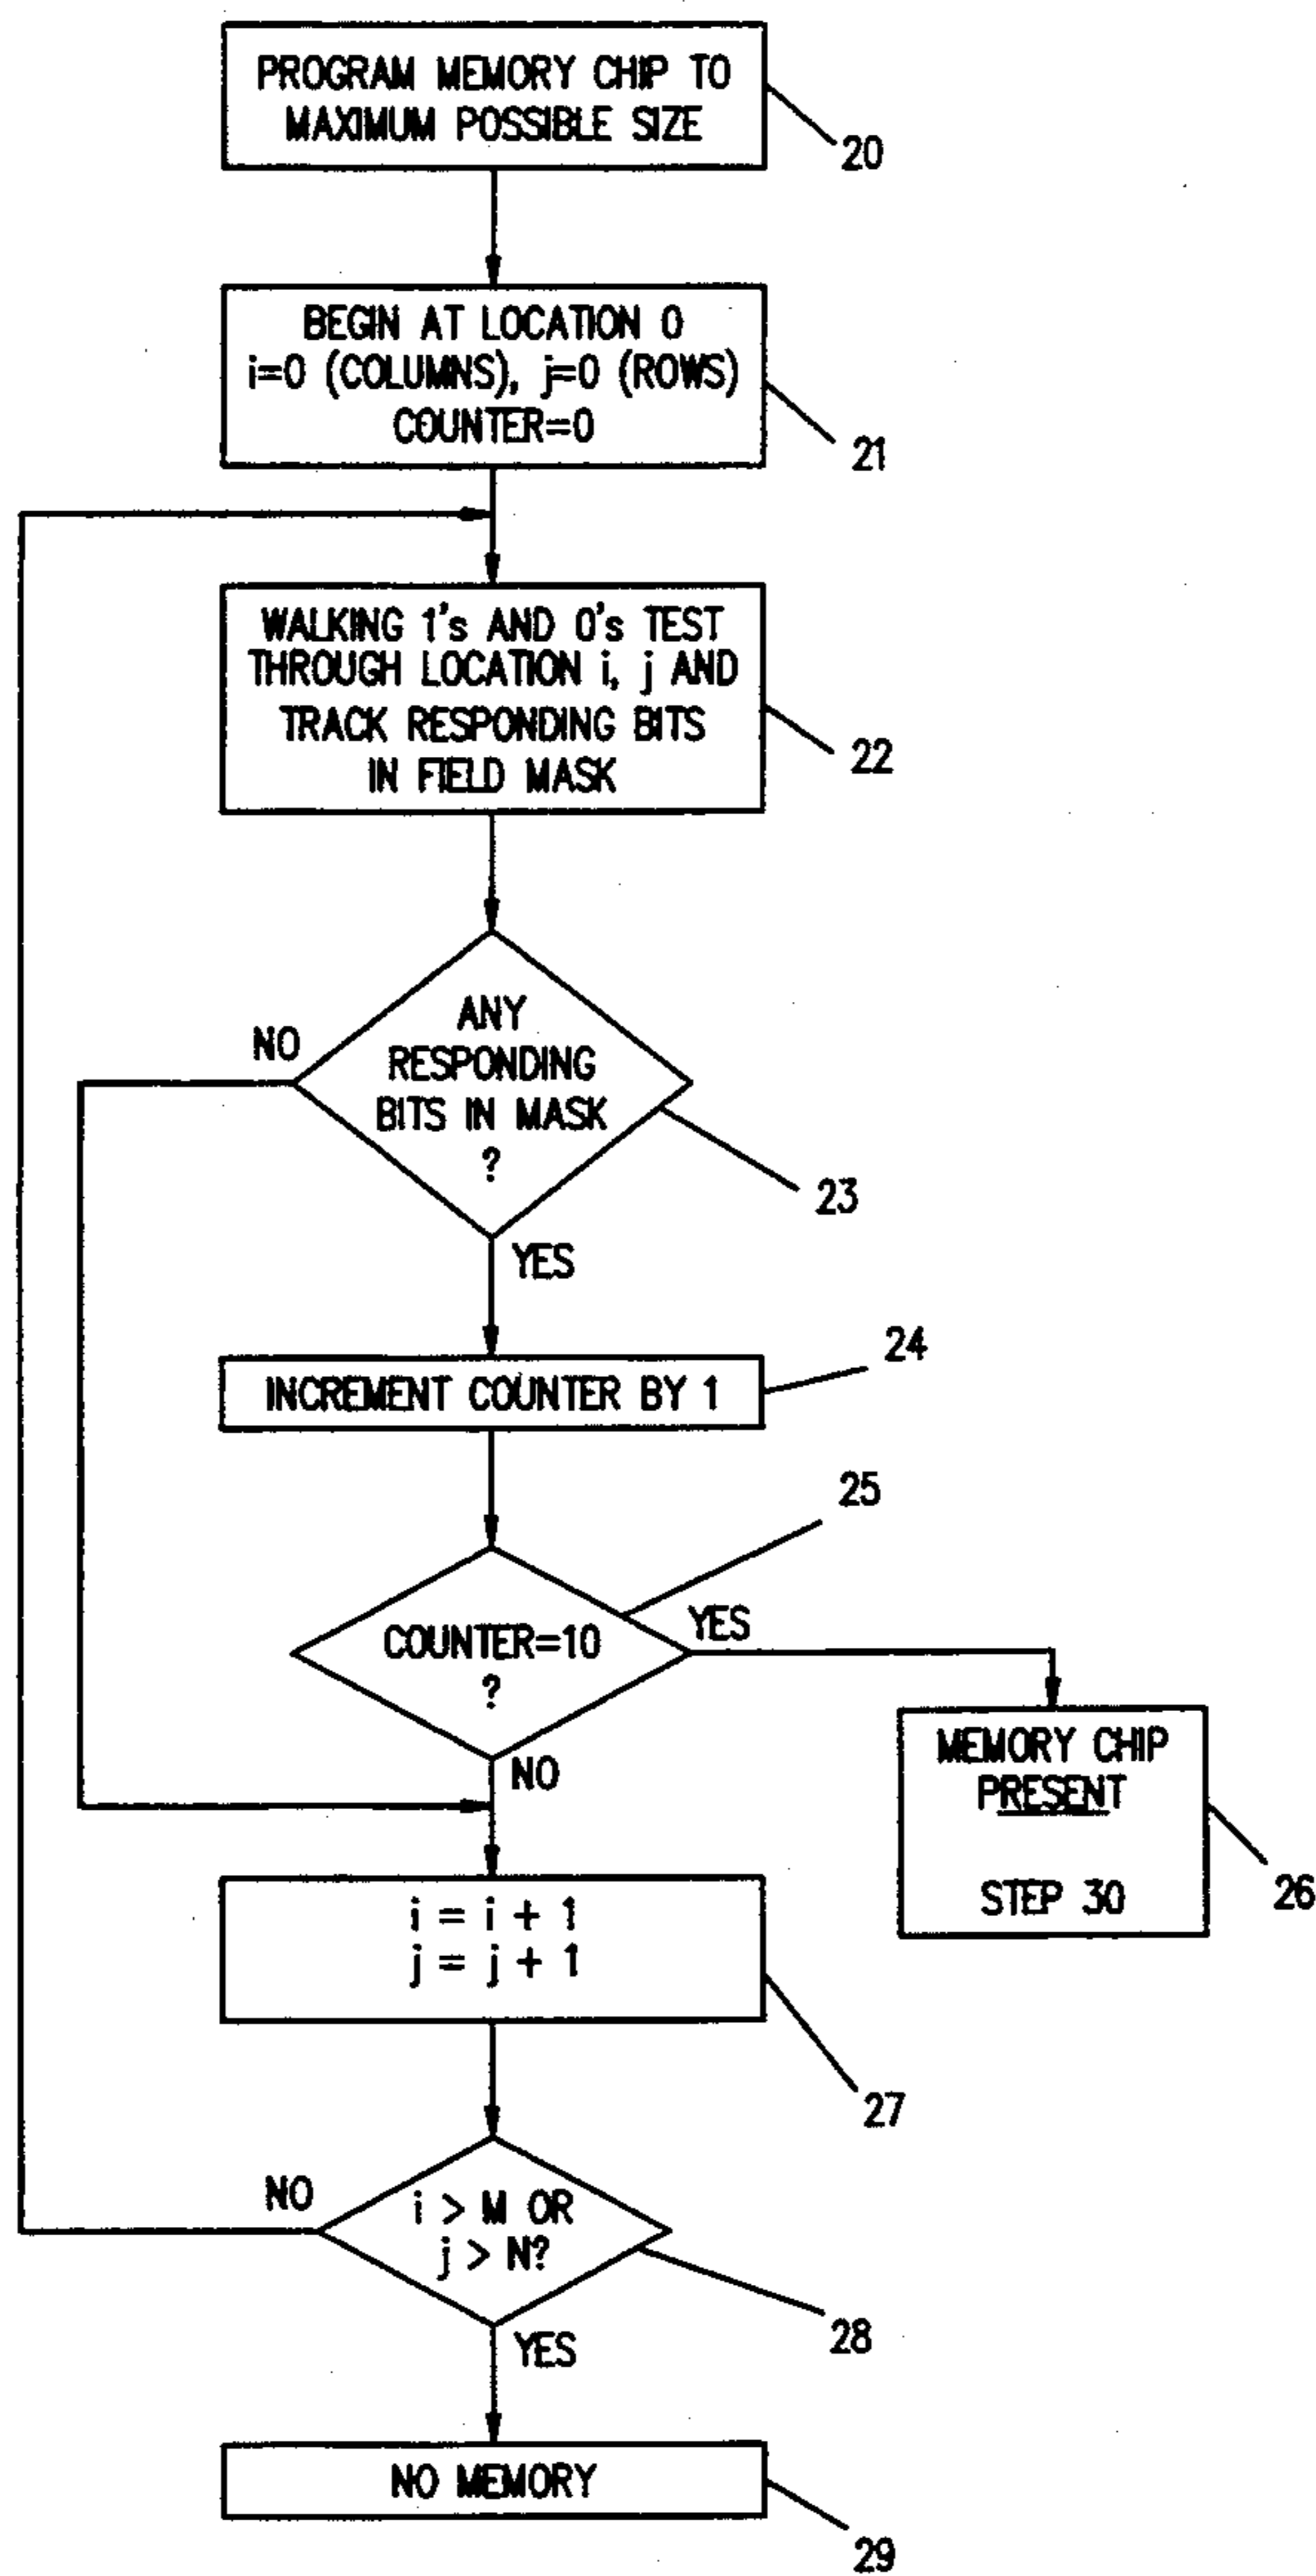 PROGRAM MEMORY CHIP TO
MAXIMUM POSSIBLE SIZE
20
BEGIN AT LOCATION 0
i=0 (COLUMNS), j=0 (ROWS)
COUNTER=0
21
WALKING 1's AND 0's TEST
THROUGH LOCATION i, j AND
TRACK RESPONDING BITS
IN FIELD MASK
22
ANY
RESPONDING
BITS IN MASK
?
NO
23
YES
24
INCREMENT COUNTER BY 1
25
COUNTER=10
?
YES
NO
MEMORY CHIP
PRESENT
STEP 30
26
i = i + 1
j = j + 1
27
NO
i > M OR
j > N?
28
YES
NO MEMORY
29